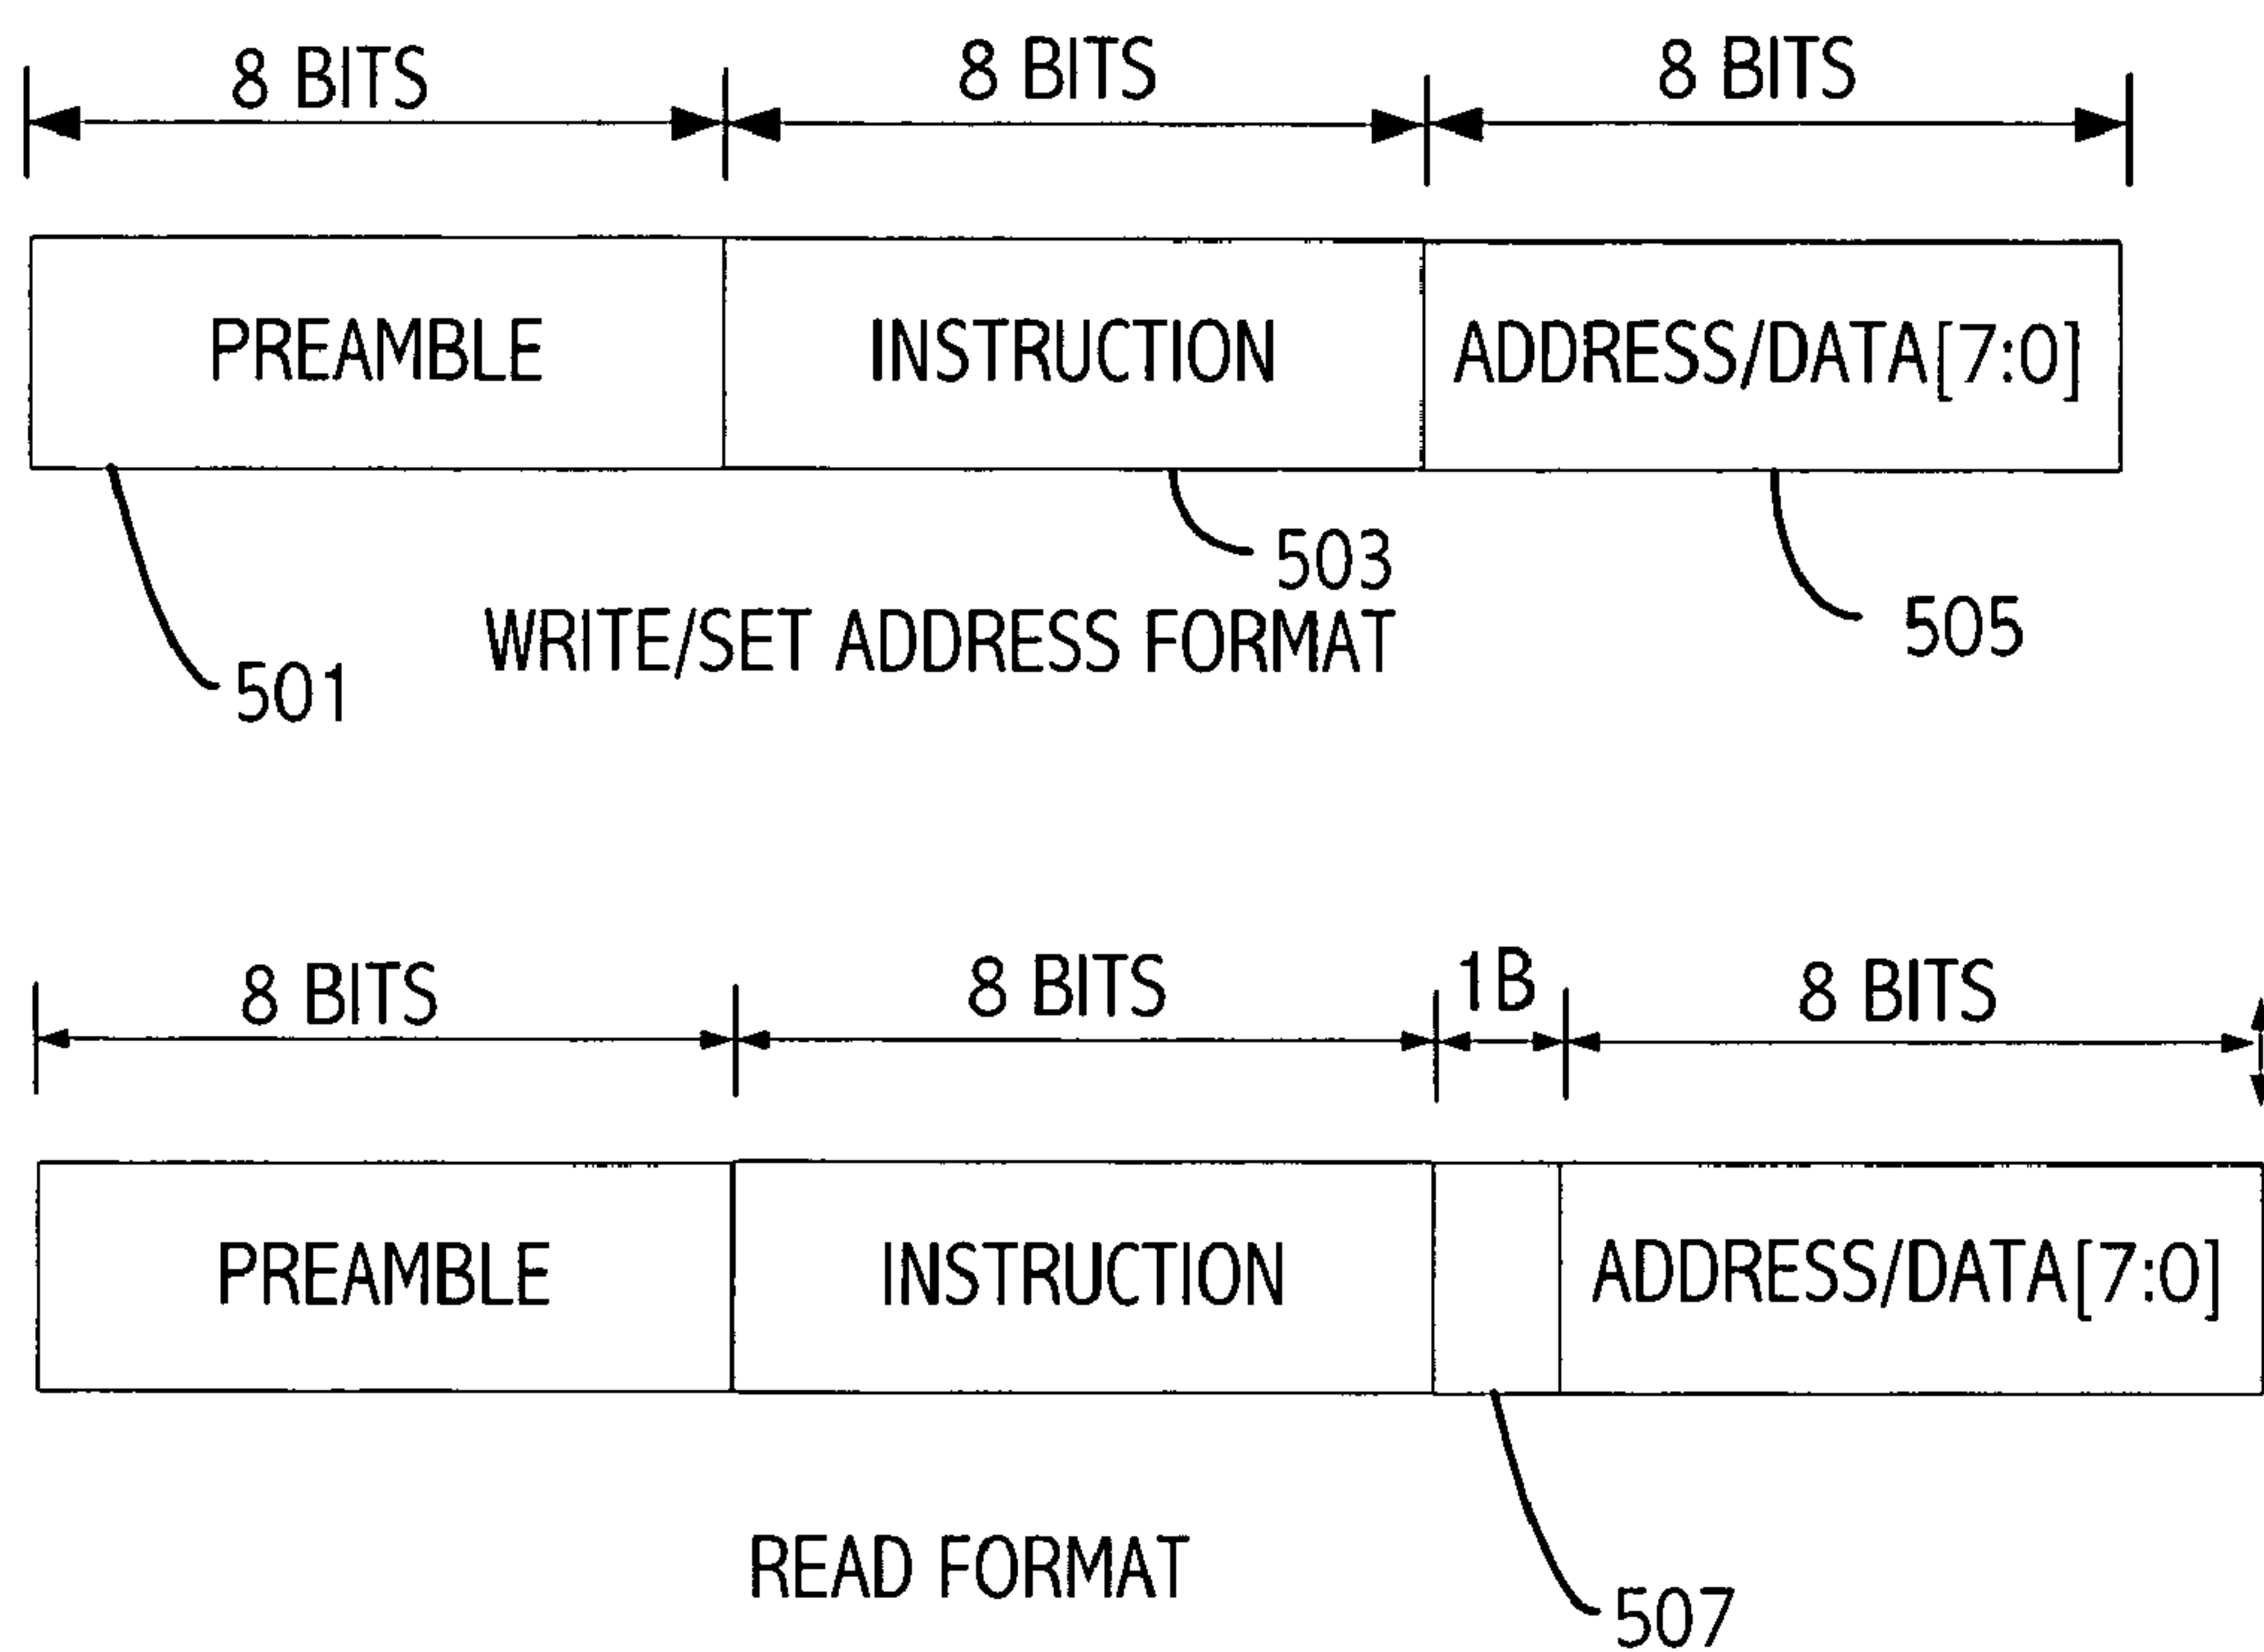 8 BITS 8 BITS 8 BITS
PREAMBLE INSTRUCTION ADDRESS/DATA[7:0]
503
WRITE/SET ADDRESS FORMAT 505
501
8 BITS 8 BITS 1B 8 BITS
PREAMBLE INSTRUCTION ADDRESS/DATA[7:0]
READ FORMAT
507